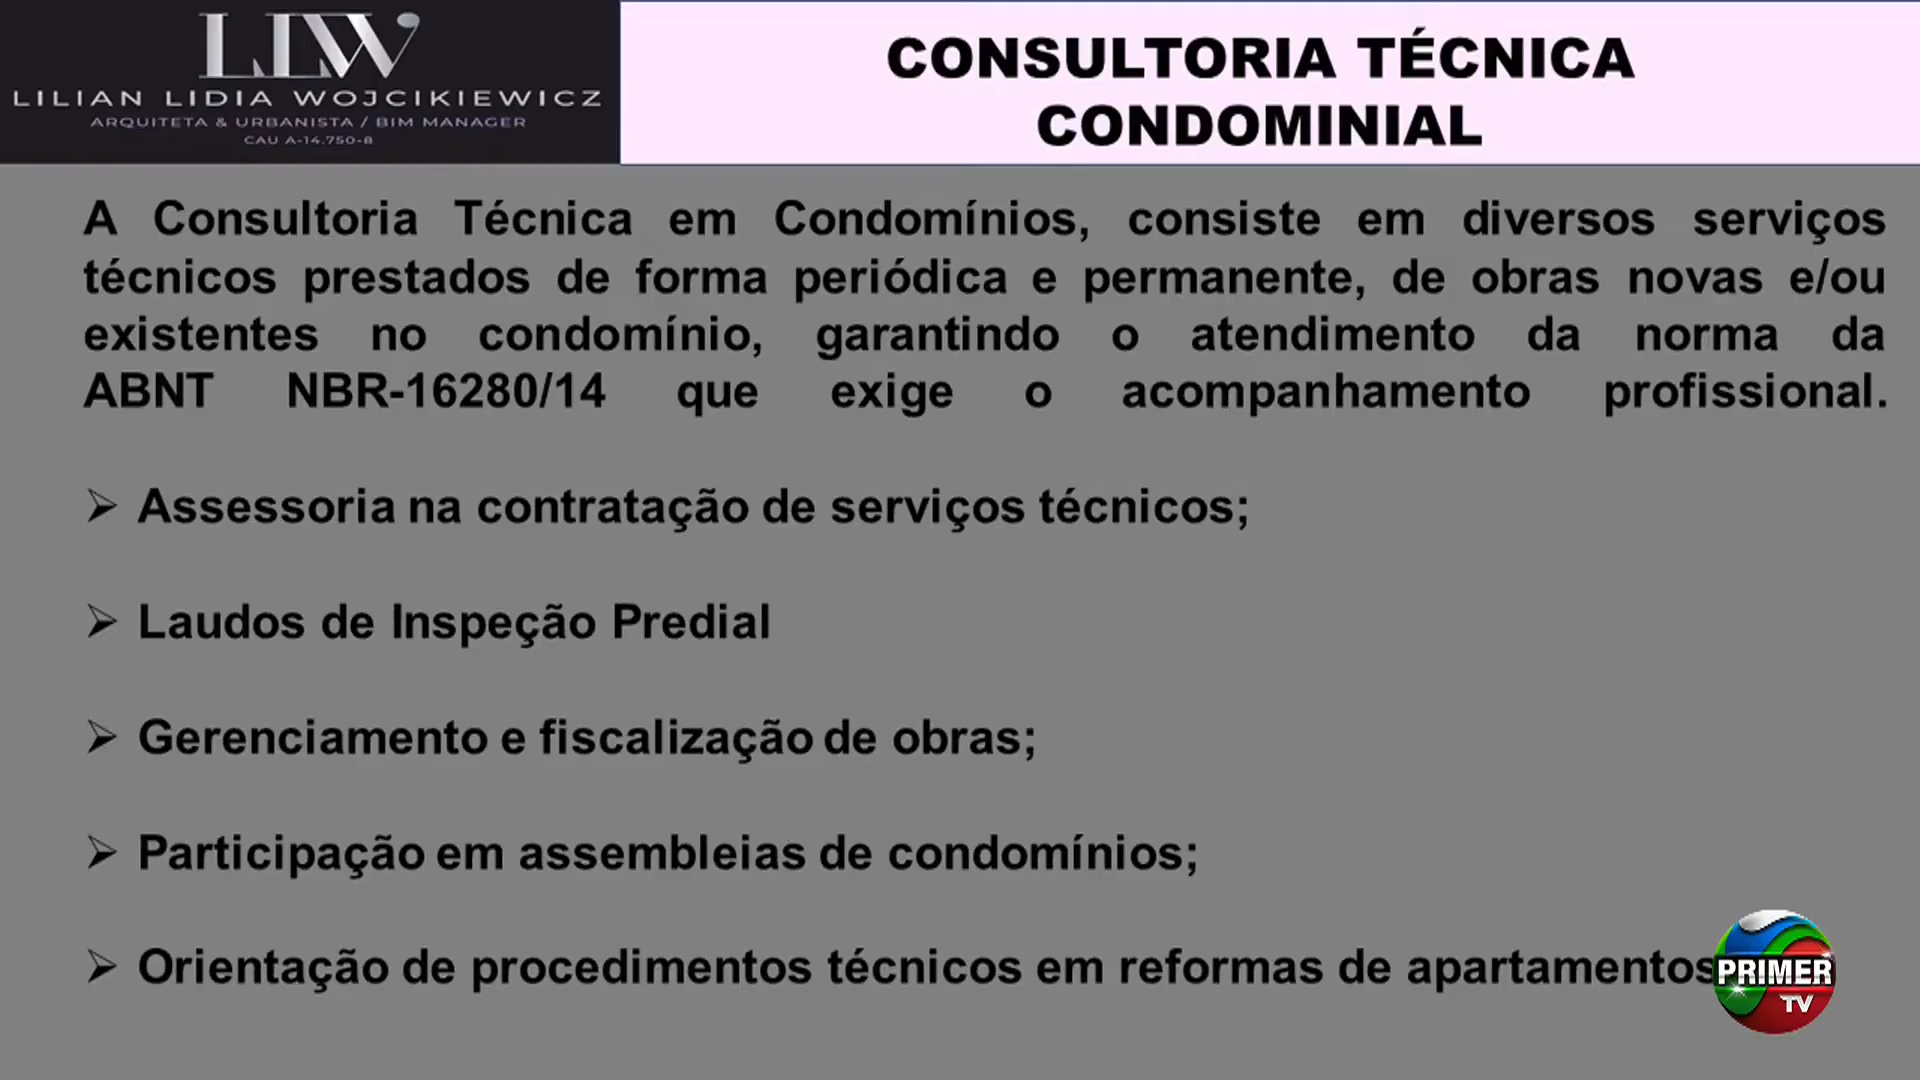 LLW
LILIAN LIDIA WOJCIKIEWICZ
ARQUITETA & URBANISTA / BIM MANAGER
CAU A-14.750-8
CONSULTORIA TÉCNICA
CONDOMINIAL
A Consultoria Técnica em Condomínios, consiste em diversos serviços
técnicos prestados de forma periódica e permanente, de obras novas e/ou
existentes no condomínio, garantindo o atendimento da norma da
ABNT NBR-16280/14 que exige o acompanhamento profissional.
➢ Assessoria na contratação de serviços técnicos;
➢ Laudos de Inspeção Predial
➢ Gerenciamento e fiscalização de obras;
➢ Participação em assembleias de condomínios;
➢ Orientação de procedimentos técnicos em reformas de apartamentos
PRIMER
TV